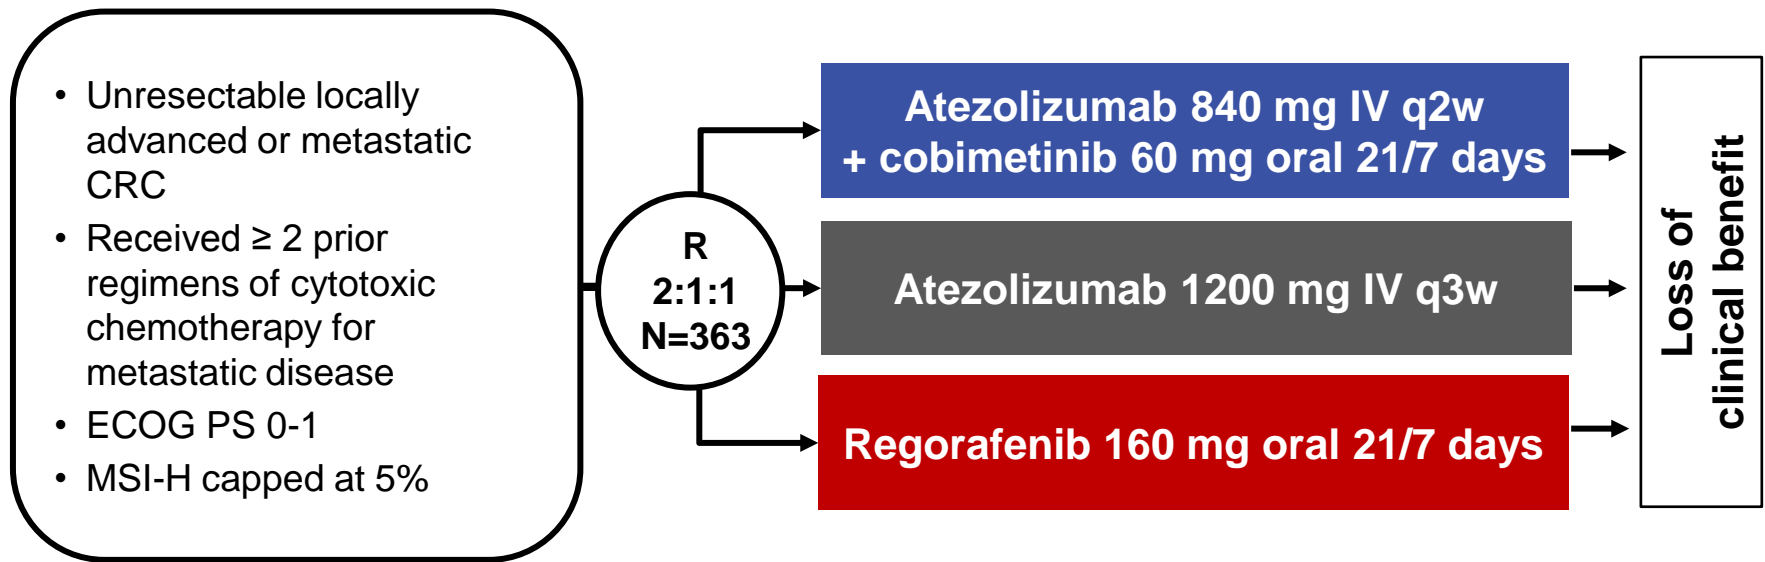 • Unresectable locally
advanced or metastatic
CRC
• Received ≥ 2 prior
regimens of cytotoxic
chemotherapy for
metastatic disease
• ECOG PS 0-1
• MSI-H capped at 5%
R
2:1:1
N=363
Atezolizumab 840 mg IV q2w
+ cobimetinib 60 mg oral 21/7 days
Atezolizumab 1200 mg IV q3w
Regorafenib 160 mg oral 21/7 days
Loss of
clinical benefit